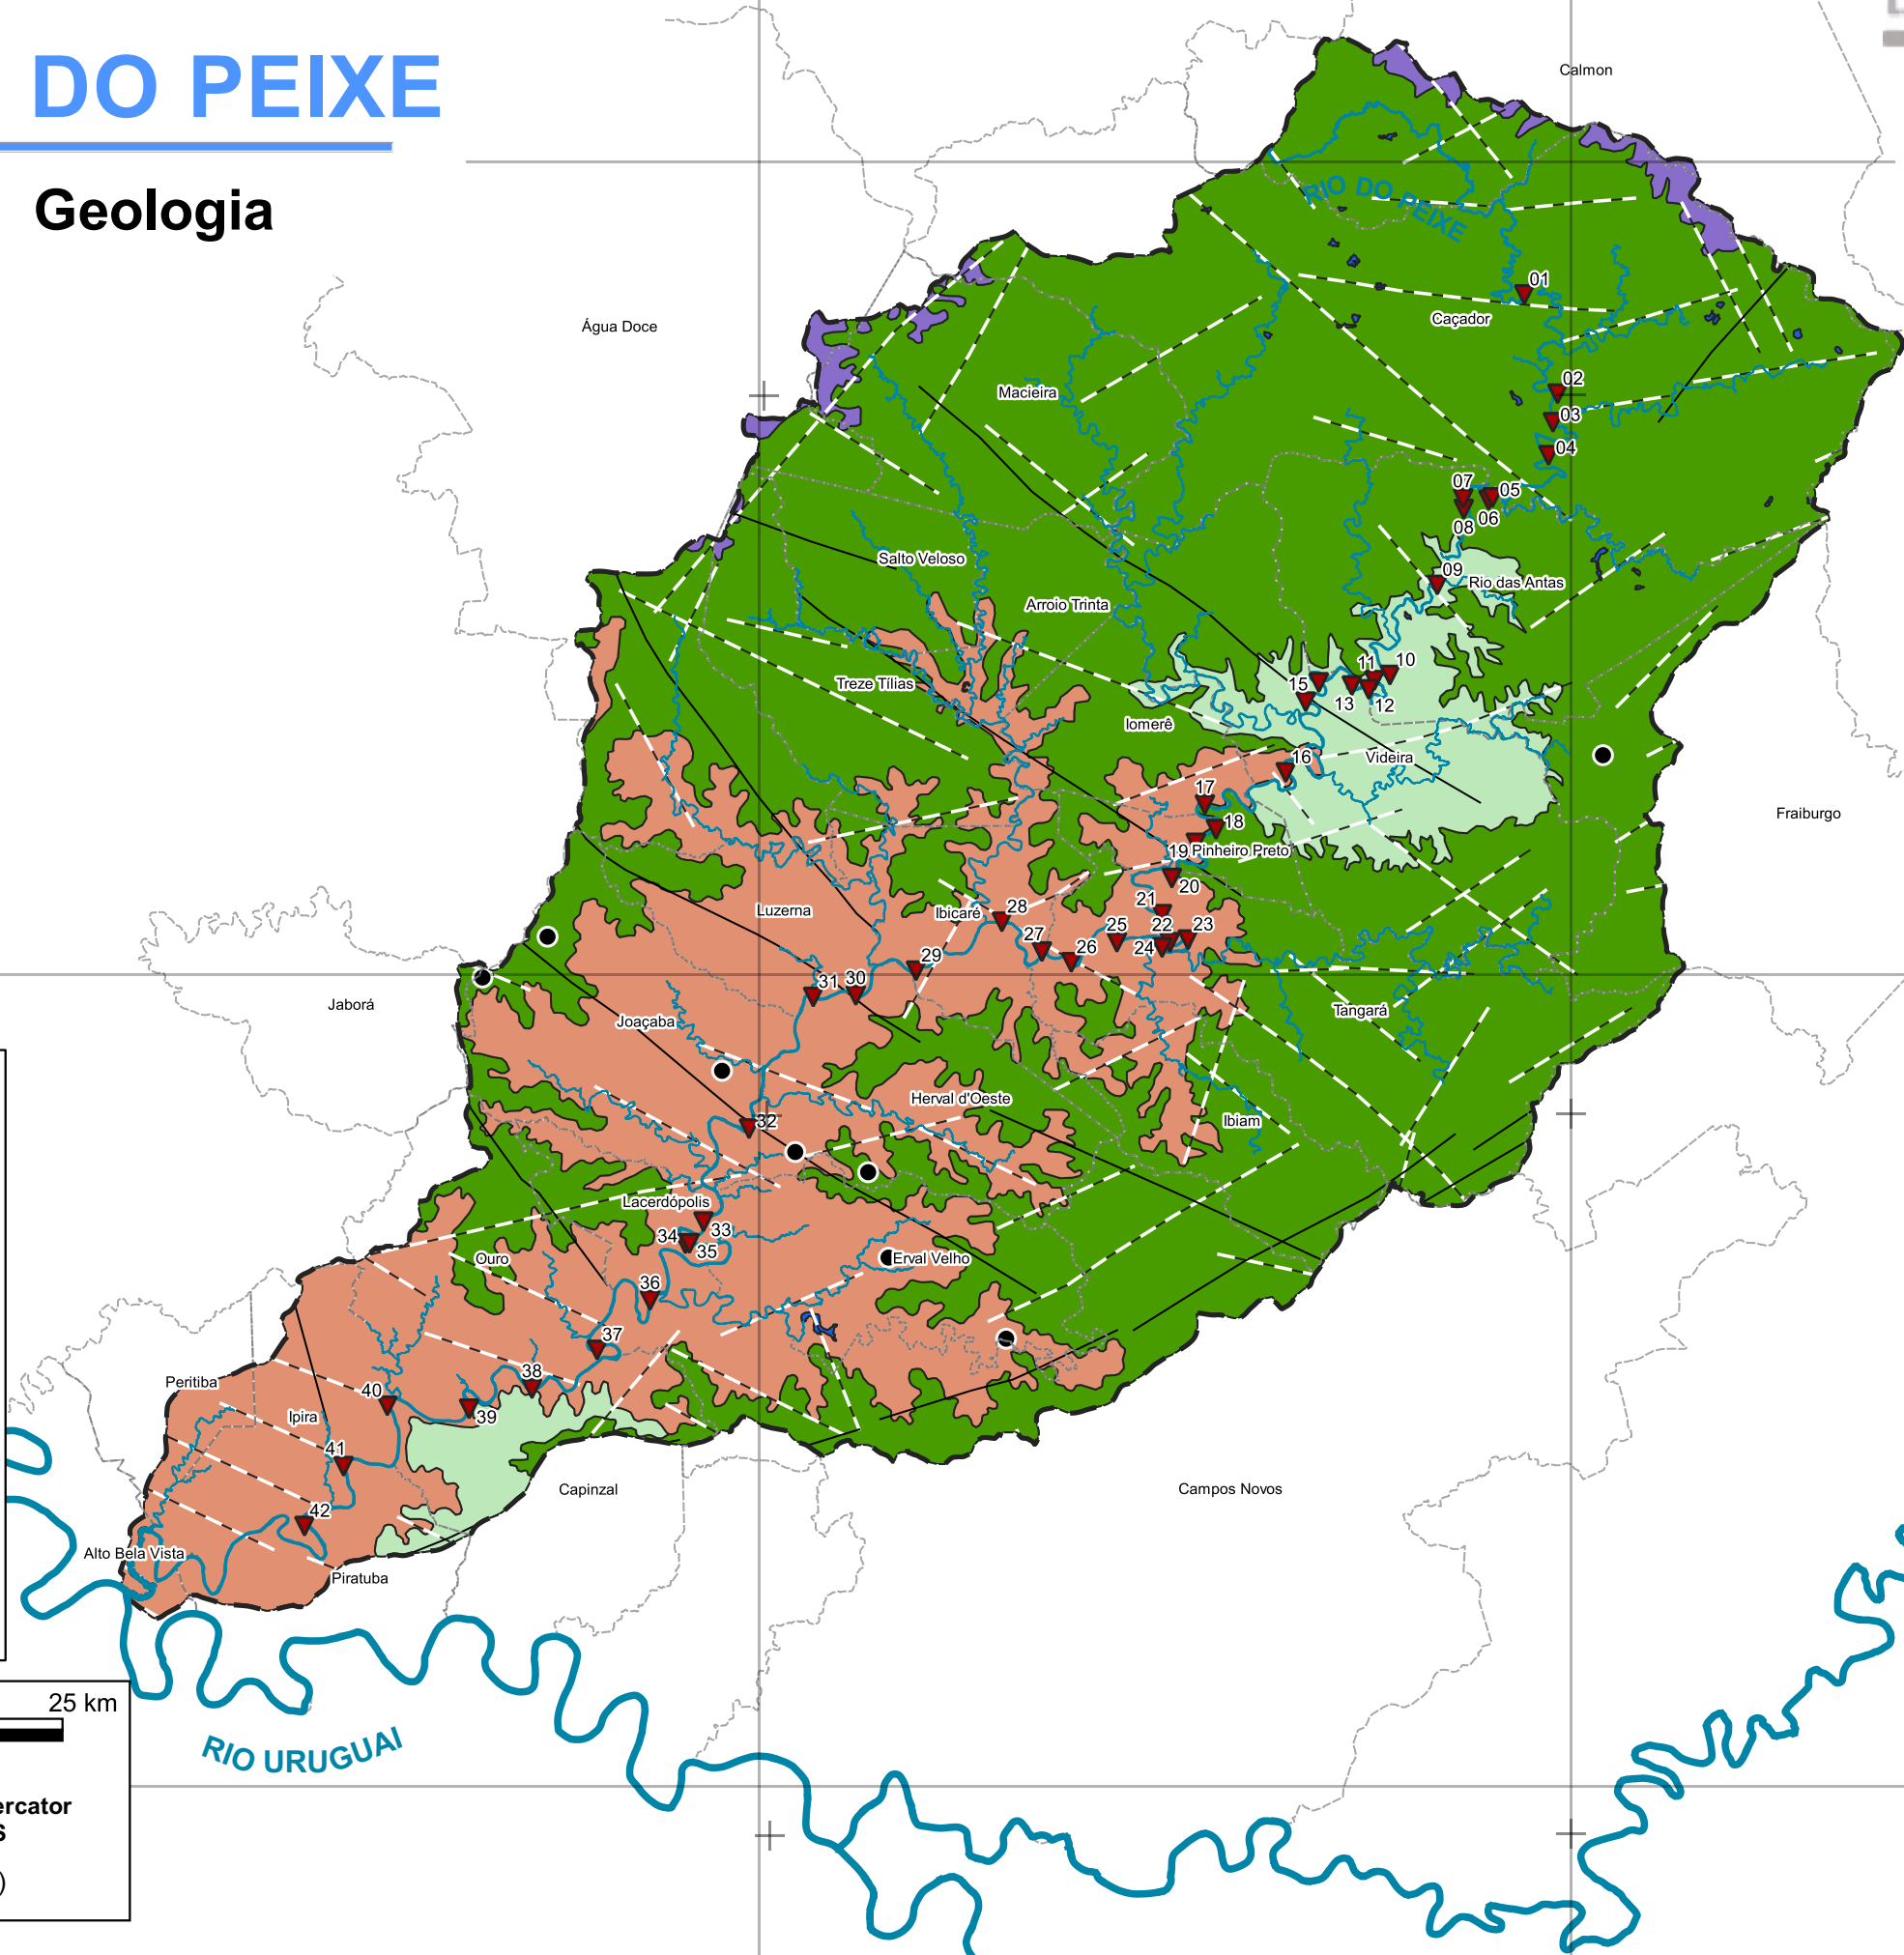 DO PEIXE
Geologia
Calmon
RIO DO PEIXE
01
Caçador
Água Doce
02
Macieira
03
04
07
05
06
08
Salto Veloso
09
Rio das Antas
Arroio Trinta
11
10
Treze Tílias
15
13
12
Iomerê
16
Videira
17
Fraiburgo
18
19
Pinheiro Preto
20
Luzerna
Ibicaré
28
21
27
25
22
23
26
24
29
31
30
Jaborá
Joaçaba
Tangará
Herval d'Oeste
32
Ibiam
Lacerdópolis
33
34
35
Ouro
Erval Velho
36
37
38
Peritiba
40
Ipira
39
41
Capinzal
Campos Novos
42
Alto Bela Vista
Piratuba
25 km
RIO URUGUAI
ercator
S
)